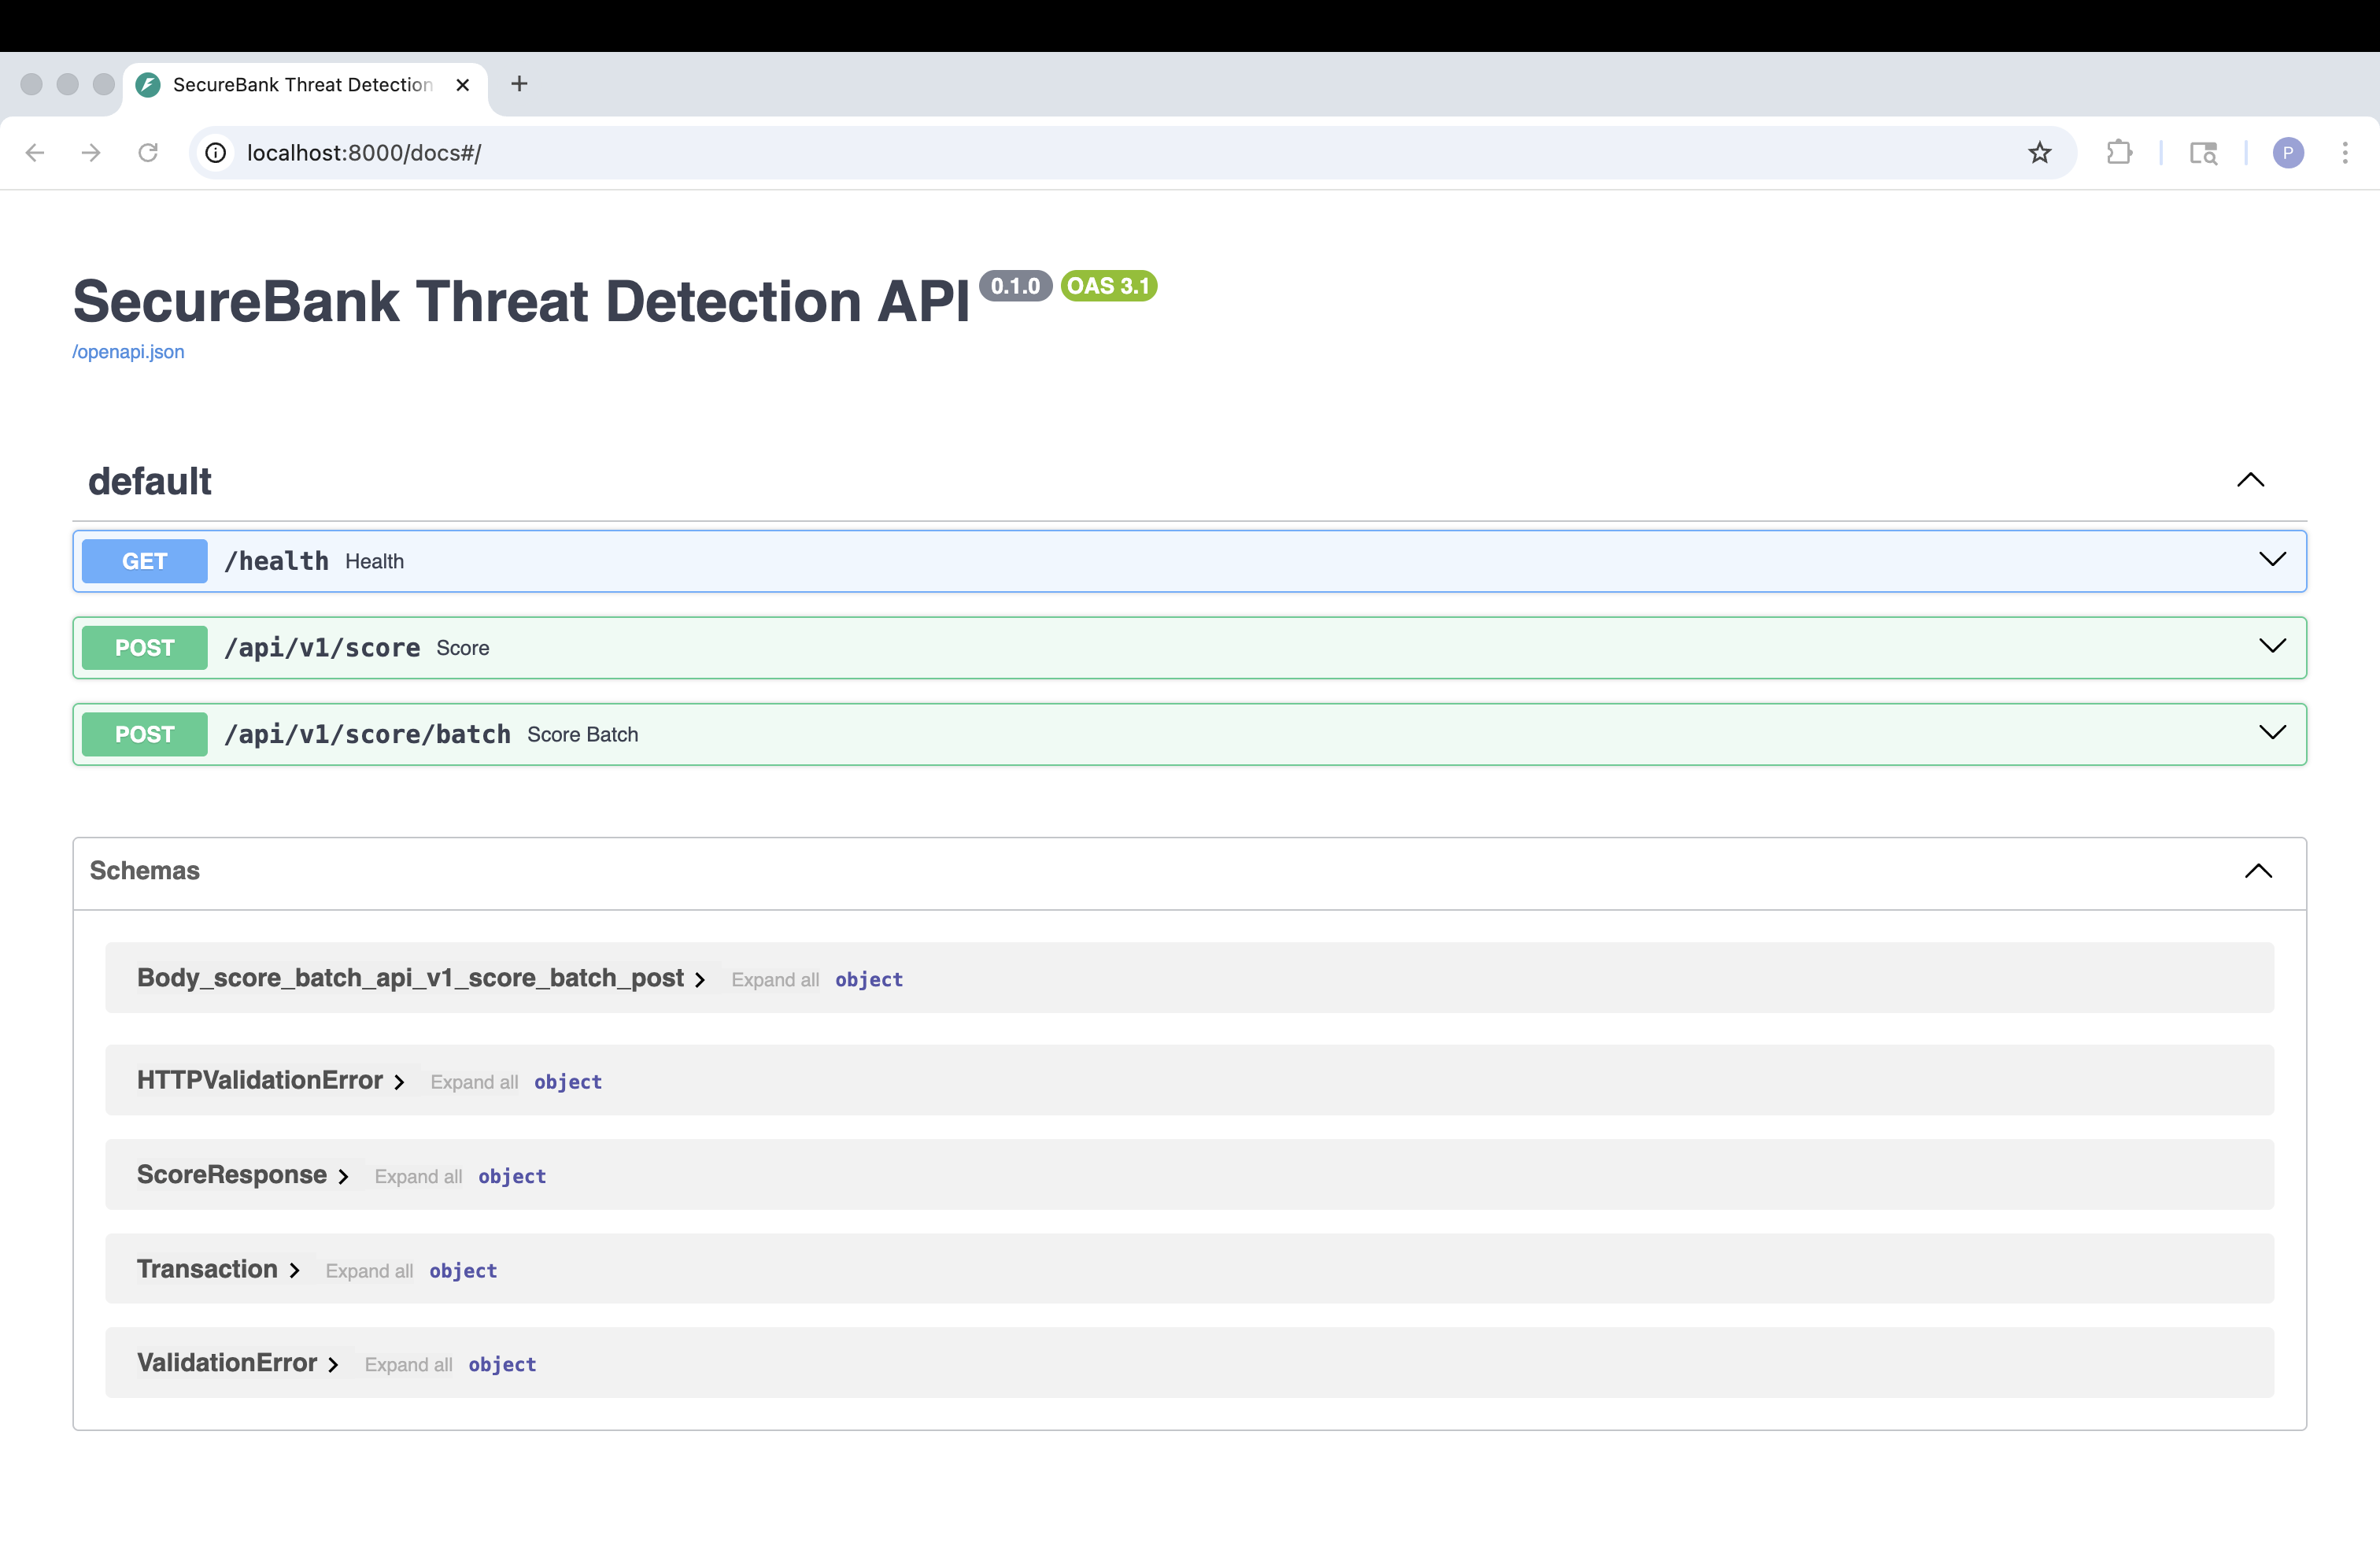 SecureBank Threat Detection
localhost:8000/docs#/
P
SecureBank Threat Detection API 0.1.0 OAS 3.1
/openapi.json
default
GET /health Health
POST /api/v1/score Score
POST /api/v1/score/batch Score Batch
Schemas
Body_score_batch_api_v1_score_batch_post Expand all object
HTTPValidationError Expand all object
ScoreResponse Expand all object
Transaction Expand all object
ValidationError Expand all object